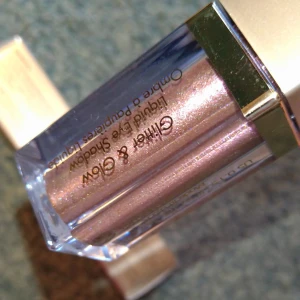 Glitter & Glow
Liquid Eye Shadow
Ombre à Paupières Liquide